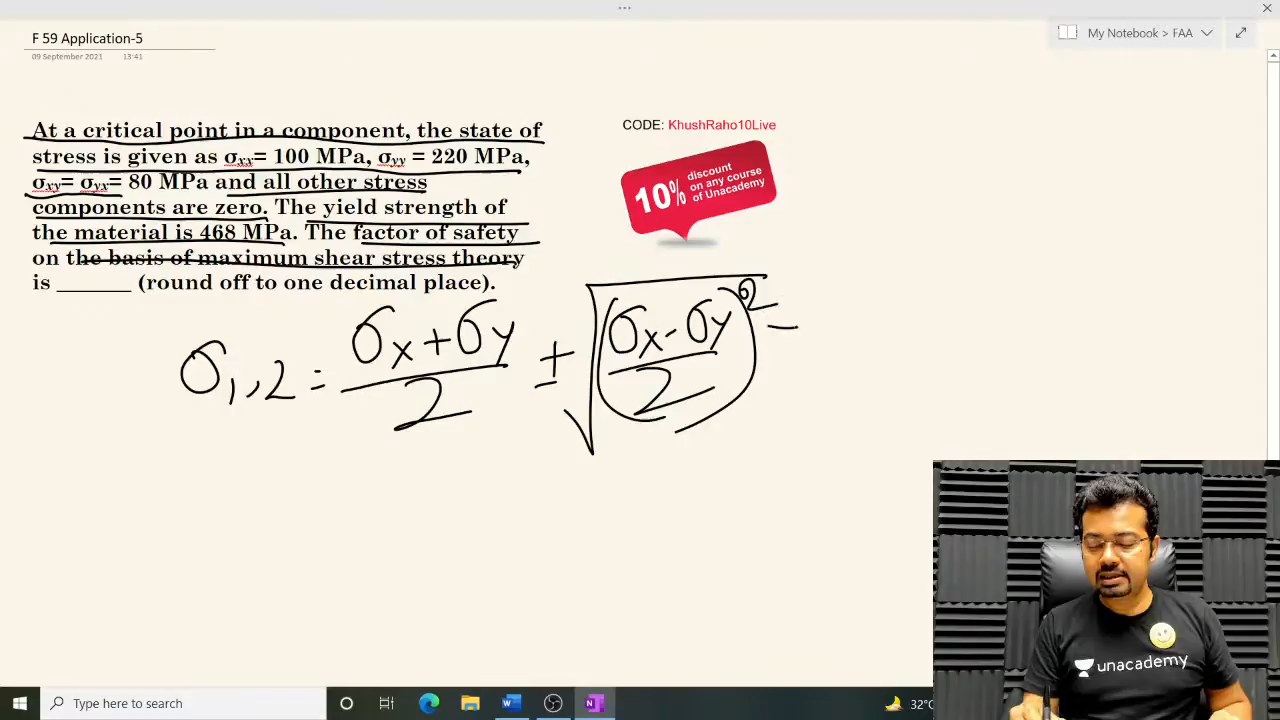 F 59 Application-5
09 September 2021 13:41
My Notebook > FAA
At a critical point in a component, the state of
stress is given as σxx= 100 MPa, σyy = 220 MPa,
σxy= σyx= 80 MPa and all other stress
components are zero. The yield strength of
the material is 468 MPa. The factor of safety
on the basis of maximum shear stress theory
is ______ (round off to one decimal place).
CODE: KhushRaho10Live
10% discount
on any course
of Unacademy
σ1,2 = (σx+σy)/2 ± √((σx-σy)/2)²
unacademy
Type here to search
32°C